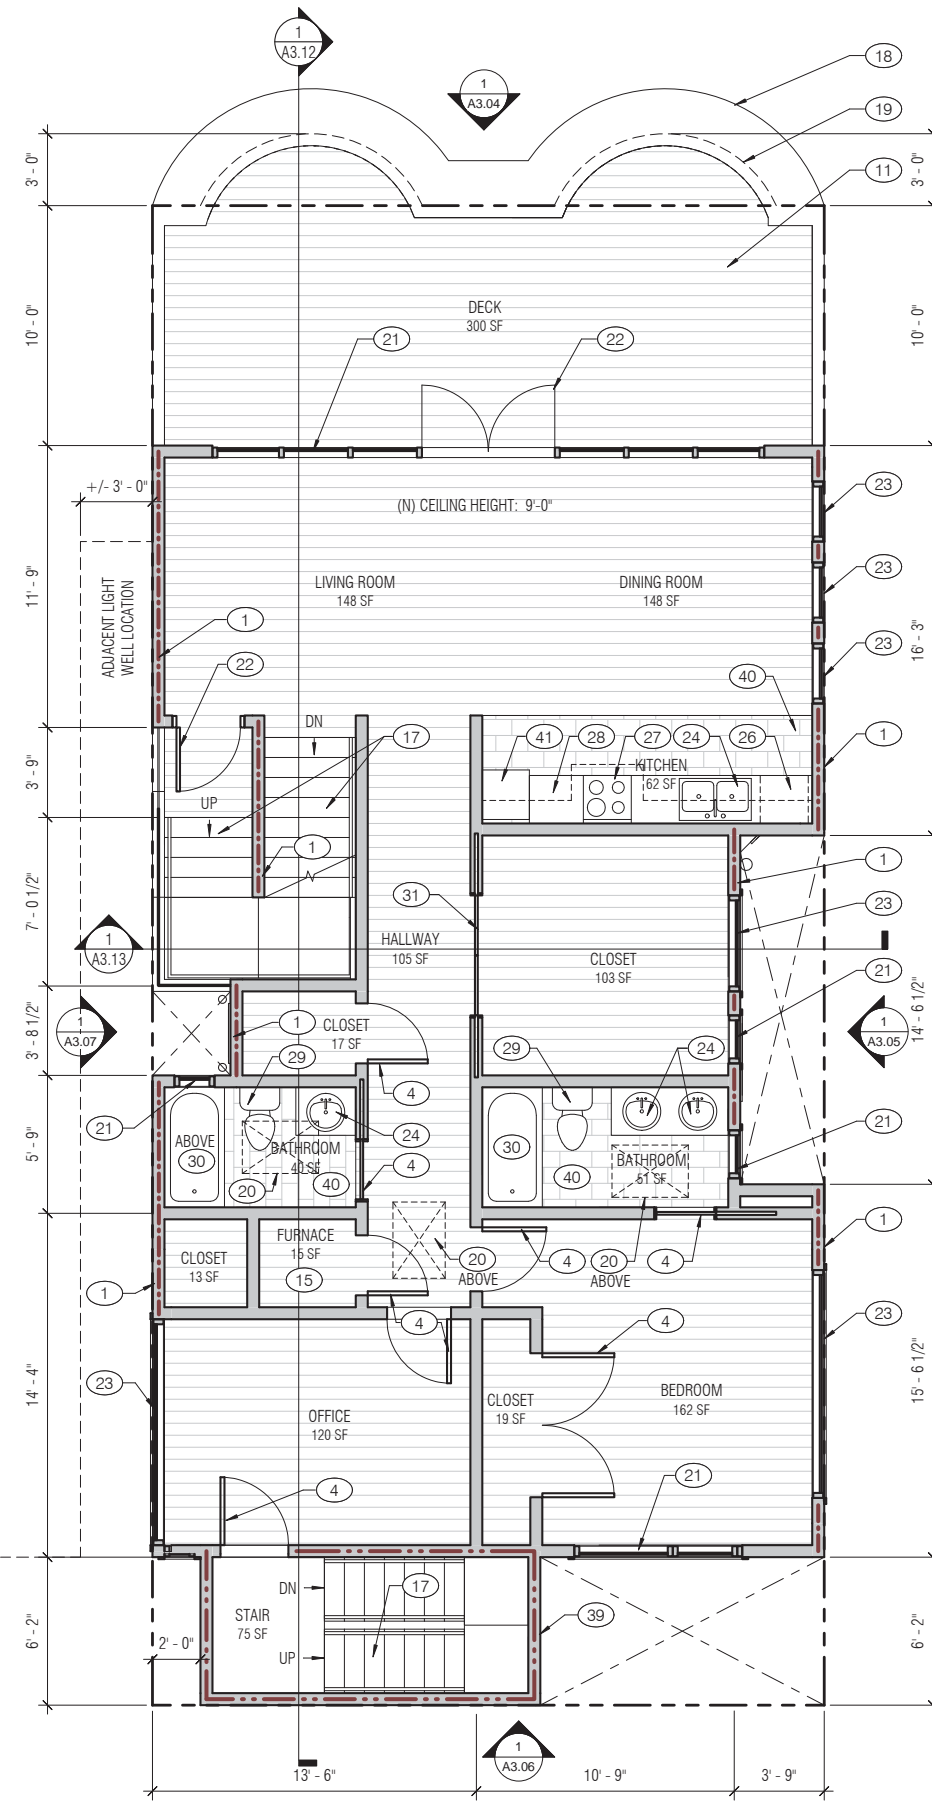 1
A3.12
1
A3.04
18
19
11
3' - 0"
3' - 0"
10' - 0"
10' - 0"
DECK
300 SF
21
22
+/- 3' - 0"
(N) CEILING HEIGHT: 9'-0"
23
23
23
11' - 9"
ADJACENT LIGHT
WELL LOCATION
LIVING ROOM
148 SF
DINING ROOM
148 SF
16' - 3"
1
22
40
DN
17
41
28
27
24
26
1
KITCHEN
62 SF
3' - 9"
UP
1
1
31
23
7' - 0 1/2"
1
A3.13
HALLWAY
105 SF
CLOSET
103 SF
21
14' - 6 1/2"
3' - 8 1/2"
1
A3.07
1
CLOSET
17 SF
29
29
24
1
A3.05
4
21
ABOVE
30
24
BATHROOM
40 SF
4
20
40
30
40
BATHROOM
51 SF
21
5' - 9"
FURNACE
15 SF
15
CLOSET
13 SF
20
ABOVE
4
20
ABOVE
4
1
1
4
4
23
23
14' - 4"
15' - 6 1/2"
OFFICE
120 SF
CLOSET
19 SF
BEDROOM
162 SF
4
21
DN
17
STAIR
75 SF
39
UP
6' - 2"
6' - 2"
2' - 0"
1
A3.06
13' - 6"
10' - 9"
3' - 9"